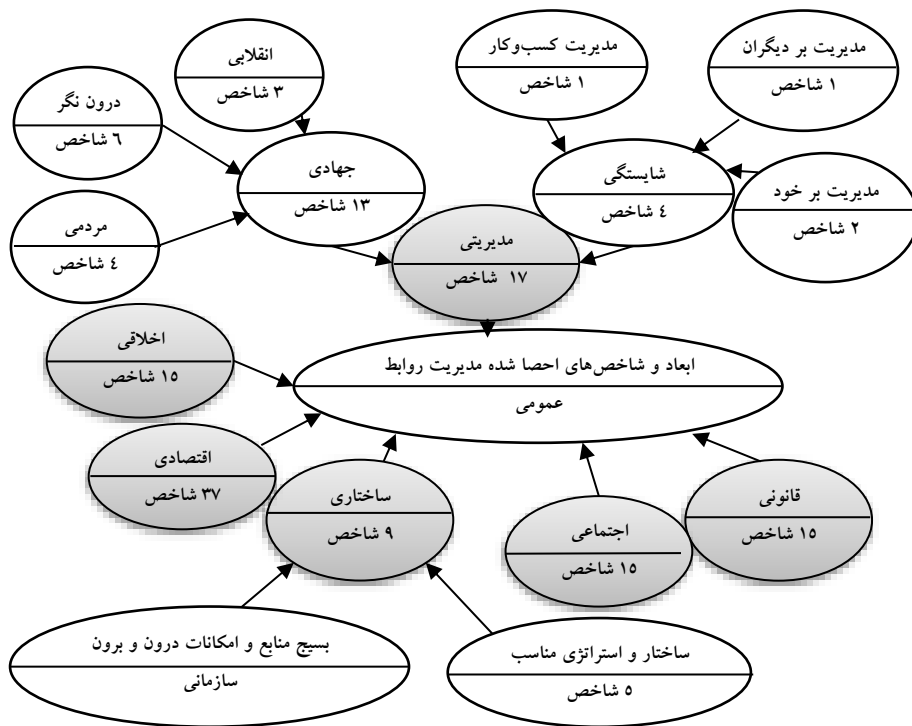 انقلابی
۳ شاخص
مدیریت کسب‌وکار
۱ شاخص
مدیریت بر دیگران
۱ شاخص
درون نگر
٦ شاخص
جهادی
۱۳ شاخص
شایستگی
٤ شاخص
مدیریت بر خود
۲ شاخص
مردمی
٤ شاخص
مدیریتی
۱۷ شاخص
اخلاقی
۱٥ شاخص
ابعاد و شاخص‌های احصا شده مدیریت روابط
عمومی
اقتصادی
۳۷ شاخص
ساختاری
۹ شاخص
اجتماعی
۱٥ شاخص
قانونی
۱٥ شاخص
بسیج منابع و امکانات درون و برون
سازمانی
ساختار و استراتژی مناسب
۵ شاخص